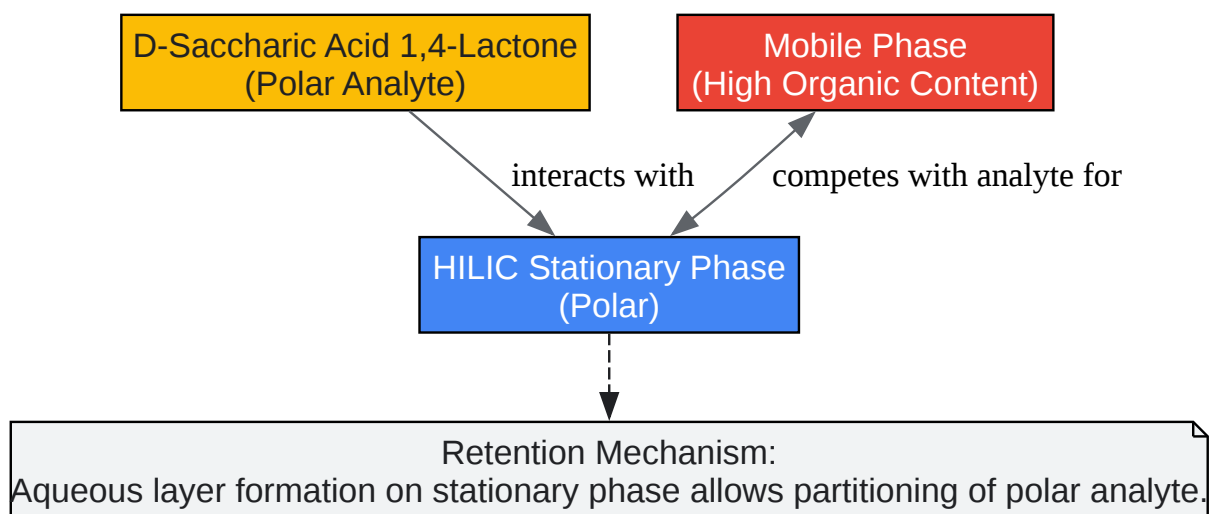 D-Saccharic Acid 1,4-Lactone
(Polar Analyte)
Mobile Phase
(High Organic Content)
interacts with
competes with analyte for
HILIC Stationary Phase
(Polar)
Retention Mechanism:
Aqueous layer formation on stationary phase allows partitioning of polar analyte.